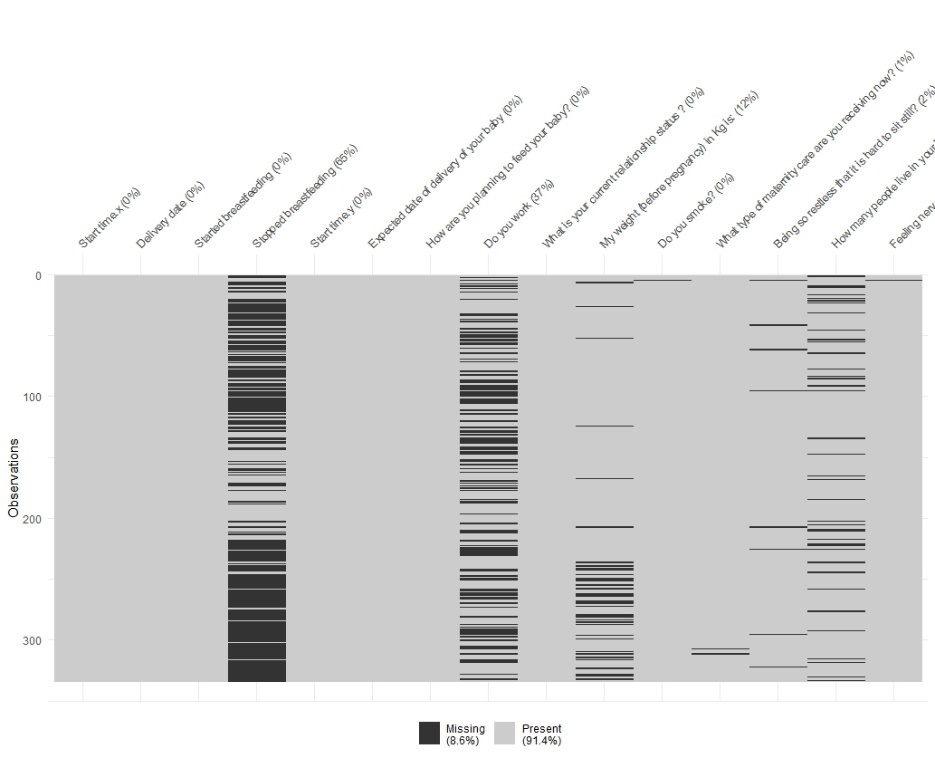 Start time.x (0%)
Delivery date (0%)
Started breastfeeding (0%)
Stopped breastfeeding (65%)
Start time.y (0%)
Expected date of delivery of your baby (0%)
How are you planning to feed your baby? (0%)
Do you work (37%)
What is your current relationship status ? (0%)
My weight (before pregnancy) in Kg is: (12%)
Do you smoke? (0%)
What type of maternity care are you receiving now? (1%)
Being so restless that it is hard to sit still? (2%)
How many people live in your
Feeling
0
100
200
300
Observations
Missing
(8.6%)
Present
(91.4%)